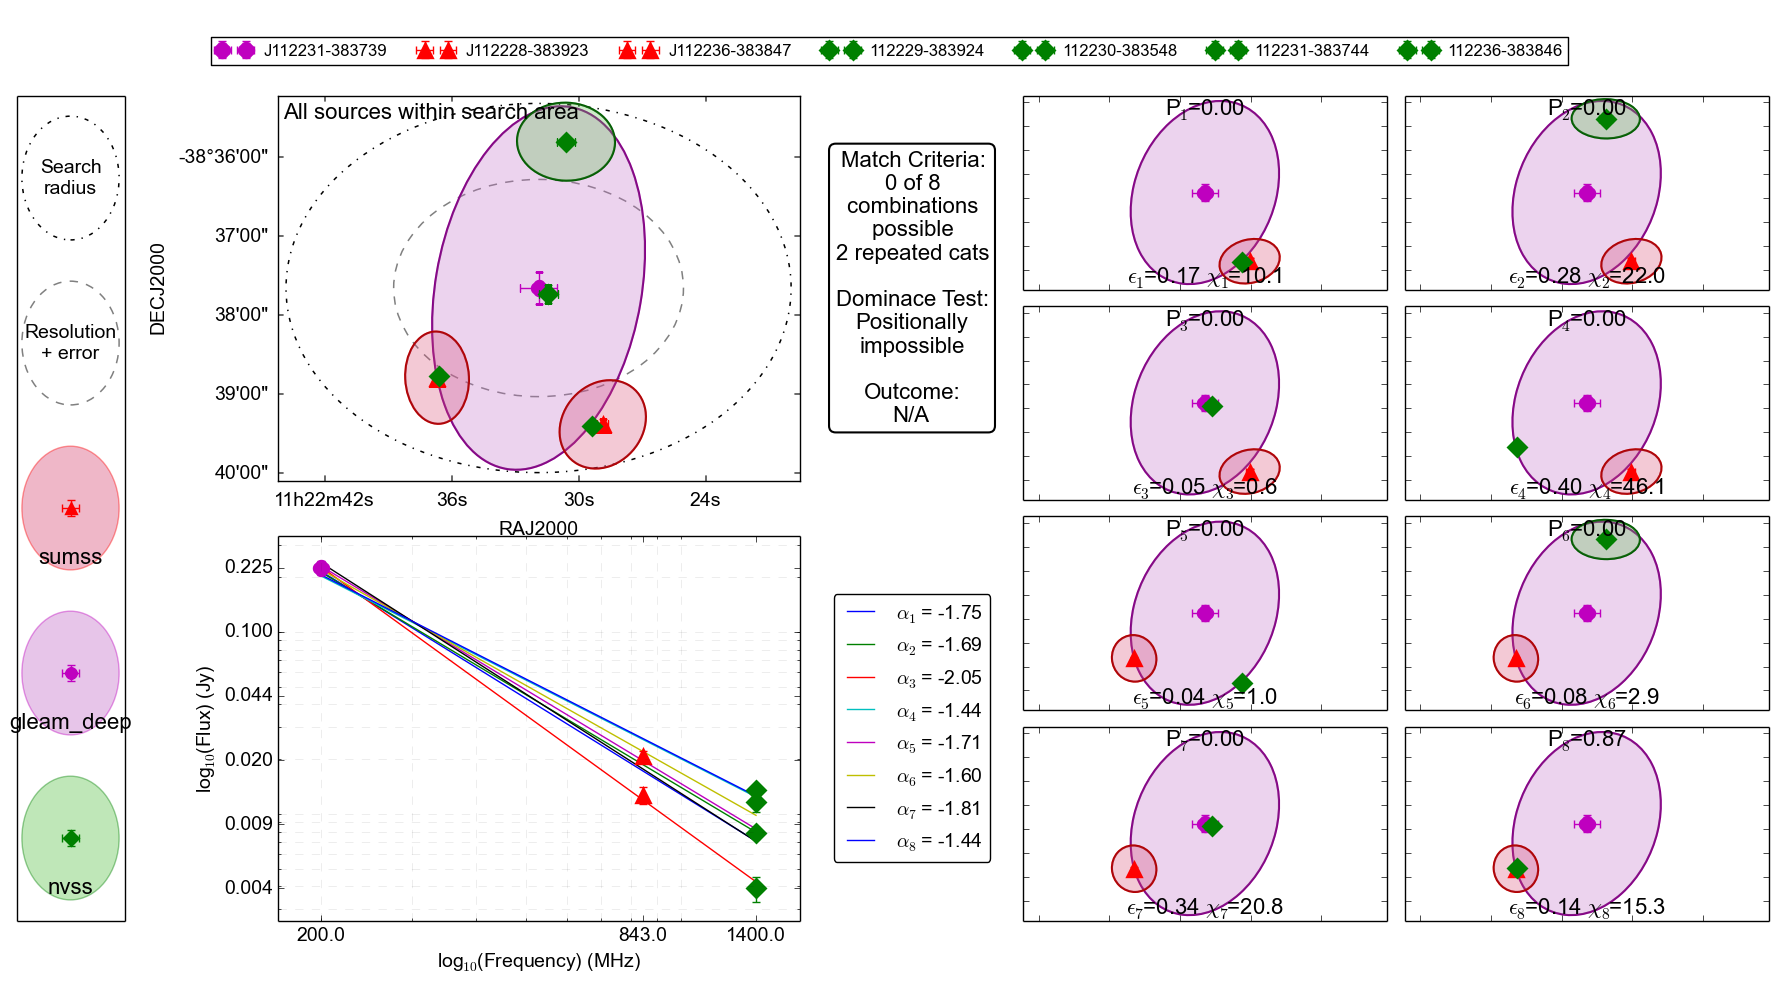 J112231-383739 J112228-383923 J112236-383847 112229-383924 112230-383548 112231-383744 112236-383846
Search
radius
Resolution
+ error
sumss
gleam_deep
nvss
All sources within search area
-38°36'00"
37'00"
38'00"
39'00"
40'00"
DECJ2000
11h22m42s 36s 30s 24s
RAJ2000
Match Criteria:
0 of 8
combinations
possible
2 repeated cats
Dominace Test:
Positionally
impossible
Outcome:
N/A
0.225
0.100
0.044
0.020
0.009
0.004
log₁₀(Flux) (Jy)
200.0 843.0 1400.0
log₁₀(Frequency) (MHz)
α₁ = -1.75
α₂ = -1.69
α₃ = -2.05
α₄ = -1.44
α₅ = -1.71
α₆ = -1.60
α₇ = -1.81
α₈ = -1.44
P₁=0.00
ϵ₁=0.17 χ₁=10.1
P₂=0.00
ϵ₂=0.28 χ₂=22.0
P₃=0.00
ϵ₃=0.05 χ₃=0.6
P₄=0.00
ϵ₄=0.40 χ₄=46.1
P₅=0.00
ϵ₅=0.04 χ₅=1.0
P₆=0.00
ϵ₆=0.08 χ₆=2.9
P₇=0.00
ϵ₇=0.34 χ₇=20.8
P₈=0.87
ϵ₈=0.14 χ₈=15.3